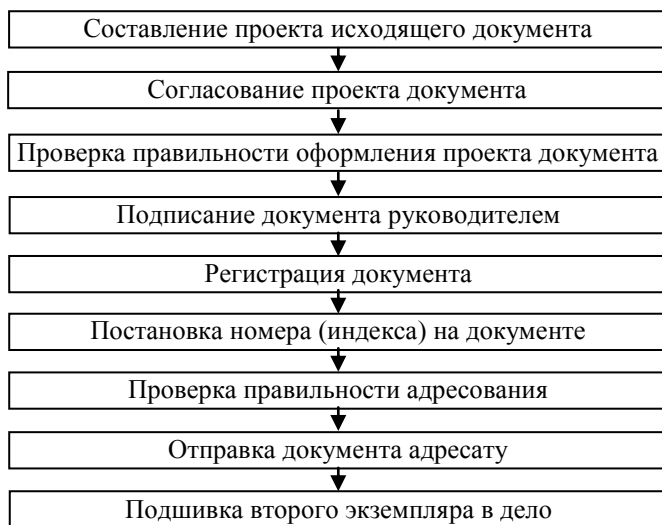 Составление проекта исходящего документа
Согласование проекта документа
Проверка правильности оформления проекта документа
Подписание документа руководителем
Регистрация документа
Постановка номера (индекса) на документе
Проверка правильности адресования
Отправка документа адресату
Подшивка второго экземпляра в дело